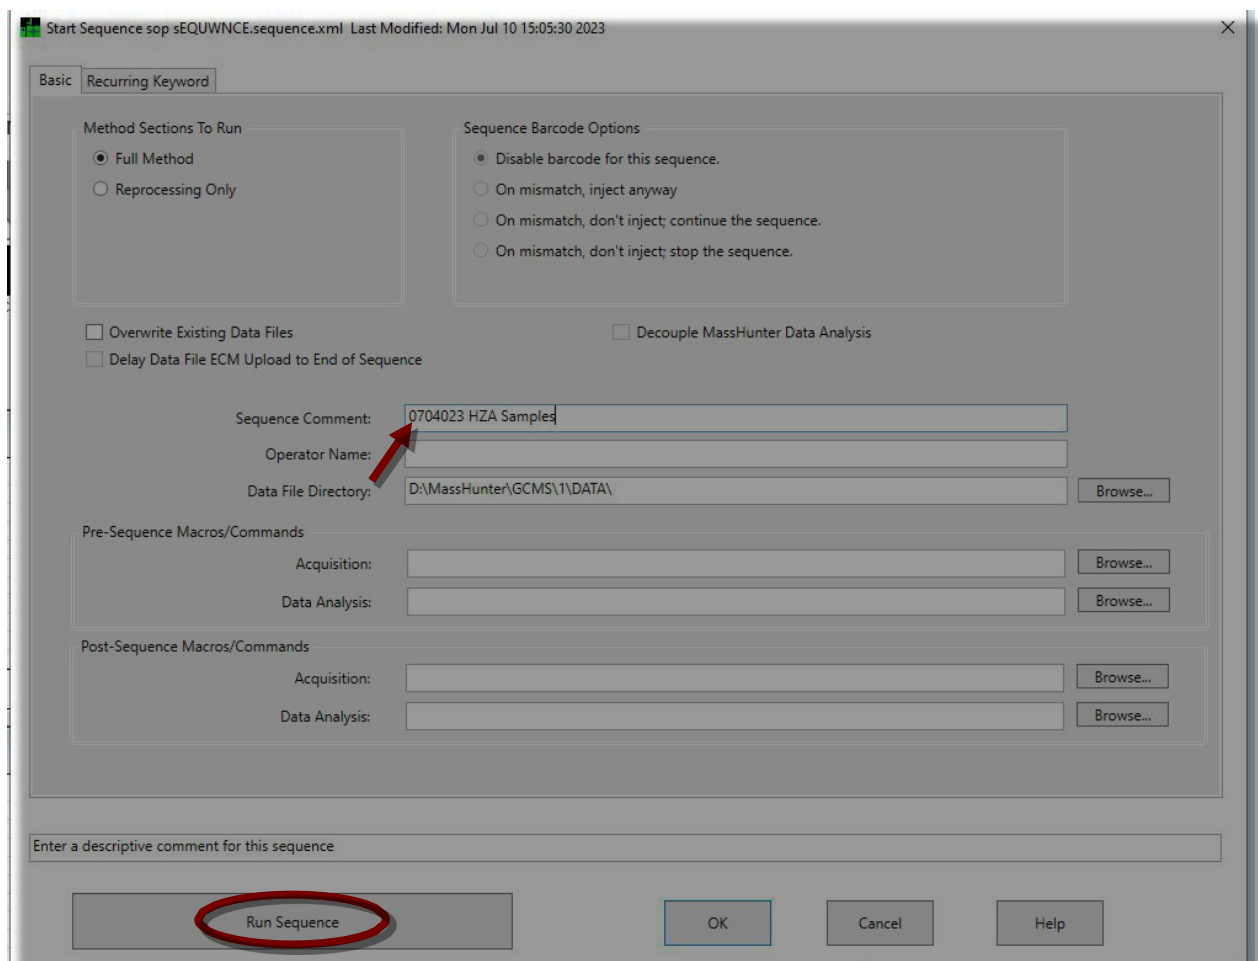 Start Sequence sop sEQUWNCE.sequence.xml Last Modified: Mon Jul 10 15:05:30 2023
Basic
Recurring Keyword
Method Sections To Run
Full Method
Reprocessing Only
Sequence Barcode Options
Disable barcode for this sequence.
On mismatch, inject anyway
On mismatch, don't inject; continue the sequence.
On mismatch, don't inject; stop the sequence.
Overwrite Existing Data Files
Decouple MassHunter Data Analysis
Delay Data File ECM Upload to End of Sequence
Sequence Comment: 0704023 HZA Samples
Operator Name:
Data File Directory: D:\MassHunter\GCMS\1\DATA\ Browse...
Pre-Sequence Macros/Commands
Acquisition: Browse...
Data Analysis: Browse...
Post-Sequence Macros/Commands
Acquisition: Browse...
Data Analysis: Browse...
Enter a descriptive comment for this sequence
Run Sequence
OK
Cancel
Help